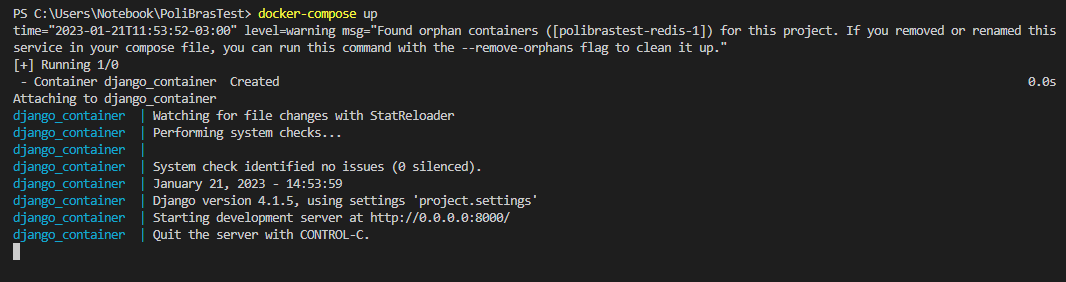 PS C:\Users\Notebook\PoliBrasTest> docker-compose up
time="2023-01-21T11:53:52-03:00" level=warning msg="Found orphan containers ([polibrastest-redis-1]) for this project. If you removed or renamed this
service in your compose file, you can run this command with the --remove-orphans flag to clean it up."
[+] Running 1/0
 - Container django_container  Created 0.0s
Attaching to django_container
django_container  | Watching for file changes with StatReloader
django_container  | Performing system checks...
django_container  |
django_container  | System check identified no issues (0 silenced).
django_container  | January 21, 2023 - 14:53:59
django_container  | Django version 4.1.5, using settings 'project.settings'
django_container  | Starting development server at http://0.0.0.0:8000/
django_container  | Quit the server with CONTROL-C.